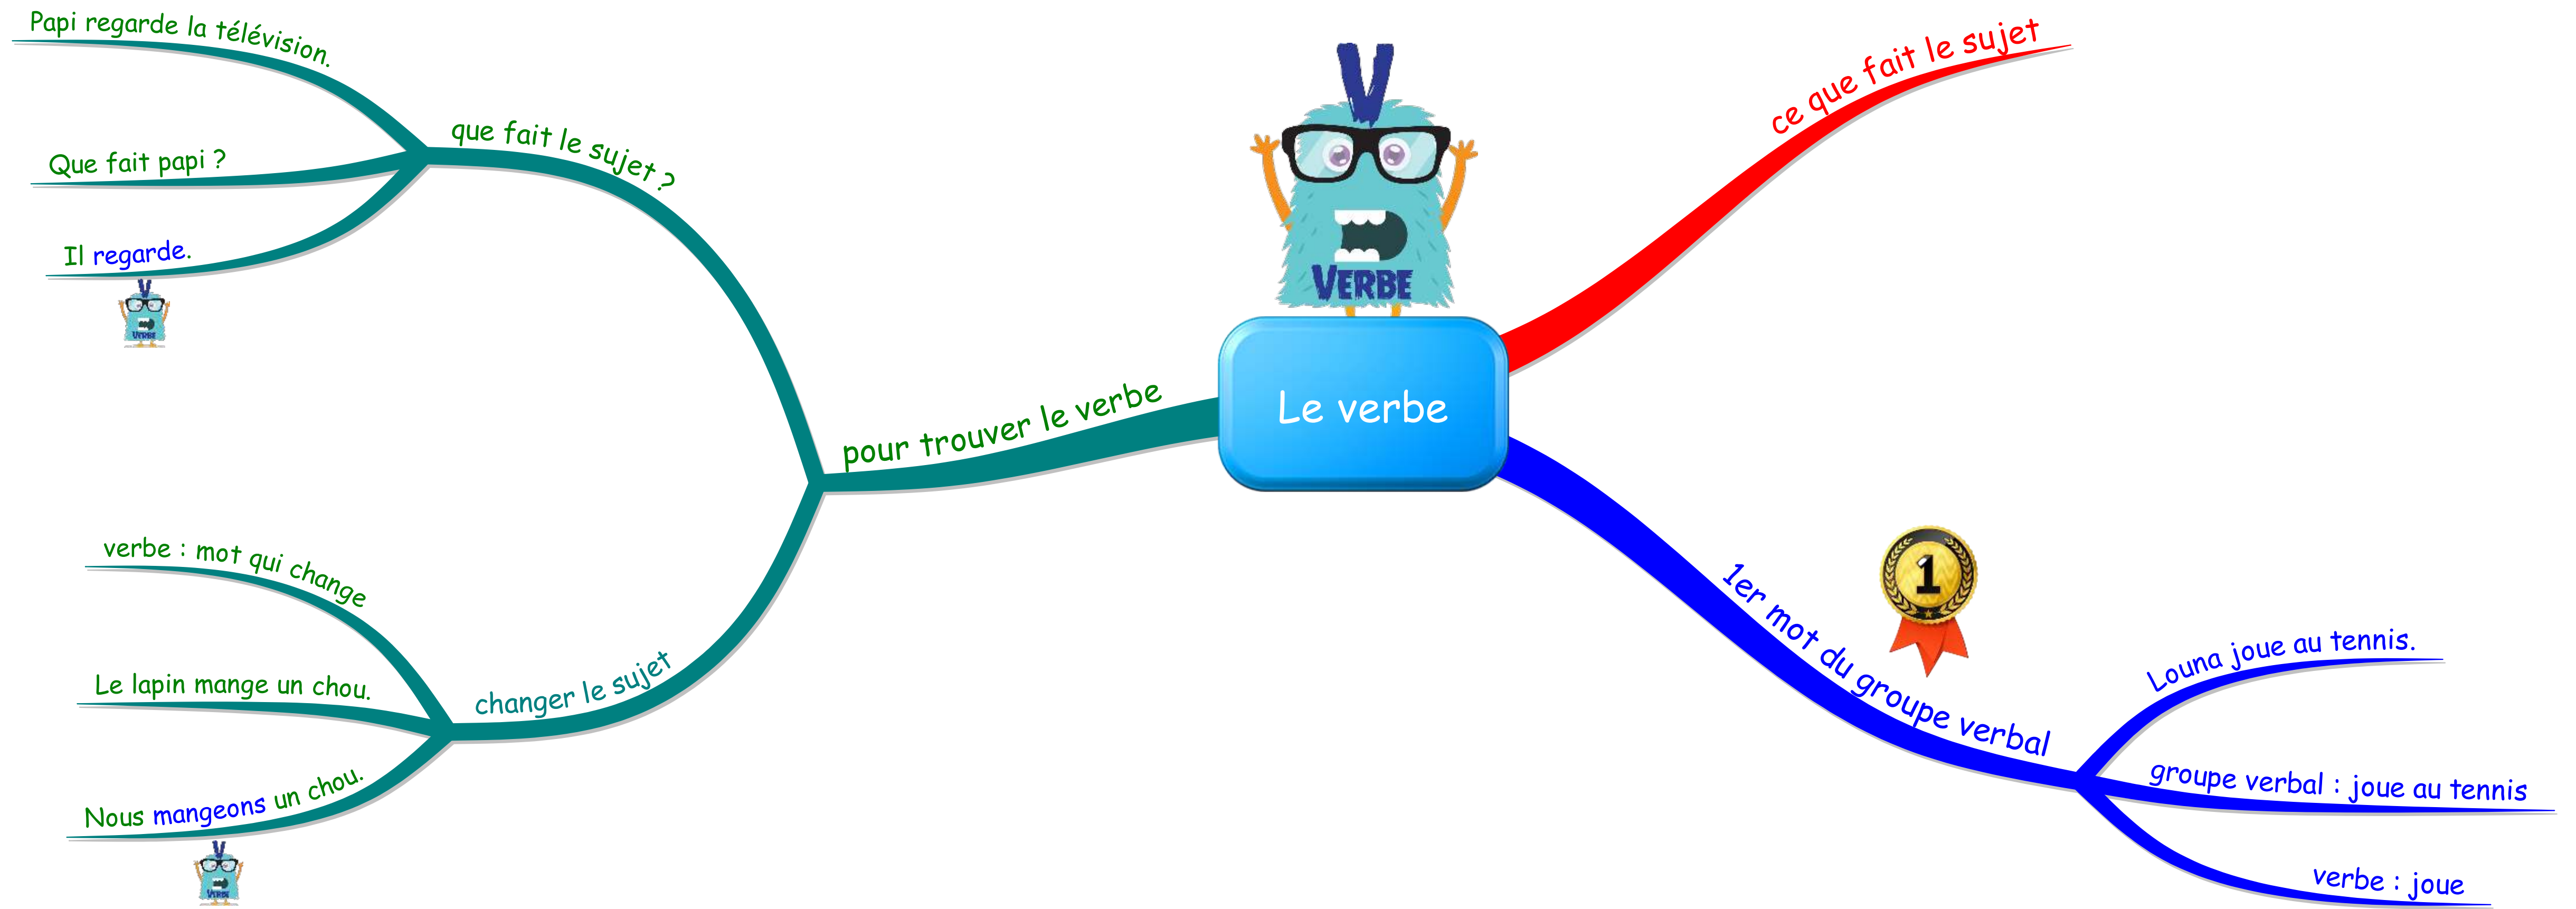 V
VERBE
Le verbe
ce que fait le sujet
1er mot du groupe verbal
1
Louna joue au tennis.
groupe verbal : joue au tennis
verbe : joue
pour trouver le verbe
que fait le sujet ?
Papi regarde la télévision.
Que fait papi ?
Il regarde.
V
VERBE
changer le sujet
verbe : mot qui change
Le lapin mange un chou.
Nous mangeons un chou.
V
VERBE